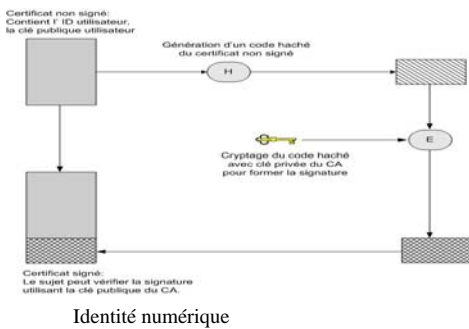 Certificat non signé:
Contient l' ID utilisateur,
la clé publique utilisateur
Génération d'un code haché
du certificat non signé
H
E
Cryptage du code haché
avec clé privée du CA
pour former la signature
Certificat signé:
Le sujet peut vérifier la signature
utilisant la clé publique du CA.
Identité numérique